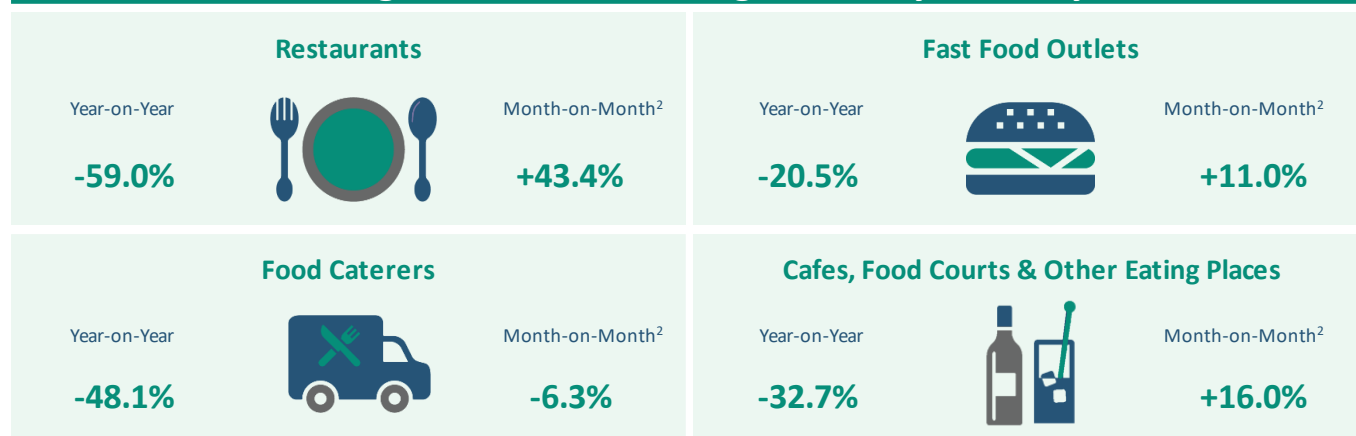 Restaurants
Year-on-Year
Month-on-Month²
-59.0%
+43.4%
Fast Food Outlets
Year-on-Year
Month-on-Month²
-20.5%
+11.0%
Food Caterers
Year-on-Year
Month-on-Month²
-48.1%
-6.3%
Cafes, Food Courts & Other Eating Places
Year-on-Year
Month-on-Month²
-32.7%
+16.0%